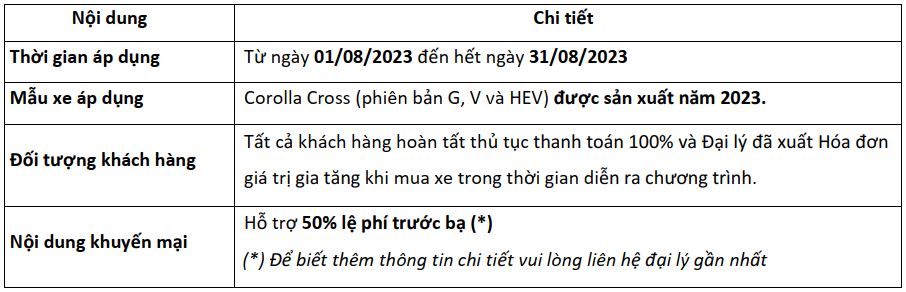 Nội dung Chi tiết
Thời gian áp dụng Từ ngày 01/08/2023 đến hết ngày 31/08/2023
Mẫu xe áp dụng Corolla Cross (phiên bản G, V và HEV) được sản xuất năm 2023.
Đối tượng khách hàng Tất cả khách hàng hoàn tất thủ tục thanh toán 100% và Đại lý đã xuất Hóa đơn
giá trị gia tăng khi mua xe trong thời gian diễn ra chương trình.
Nội dung khuyến mại Hỗ trợ 50% lệ phí trước bạ (*)
(*) Để biết thêm thông tin chi tiết vui lòng liên hệ đại lý gần nhất